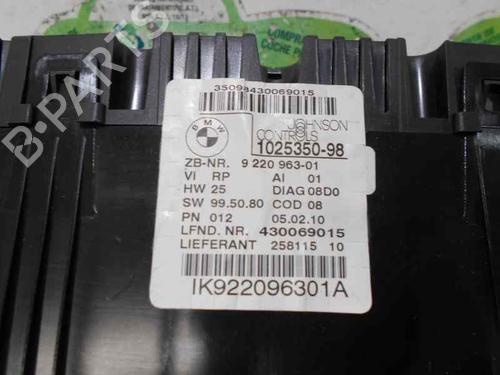 35098430069015
BMW
JOHNSON
CONTROLS
1025350-98
ZB-NR. 9 220 963-01
VI RP AI 01
HW 25 DIAG 08D0
SW 99.50.80 COD 08
PN 012 05.02.10
LFND. NR. 430069015
LIEFERANT 258115 10
IK922096301A
B-PARTS